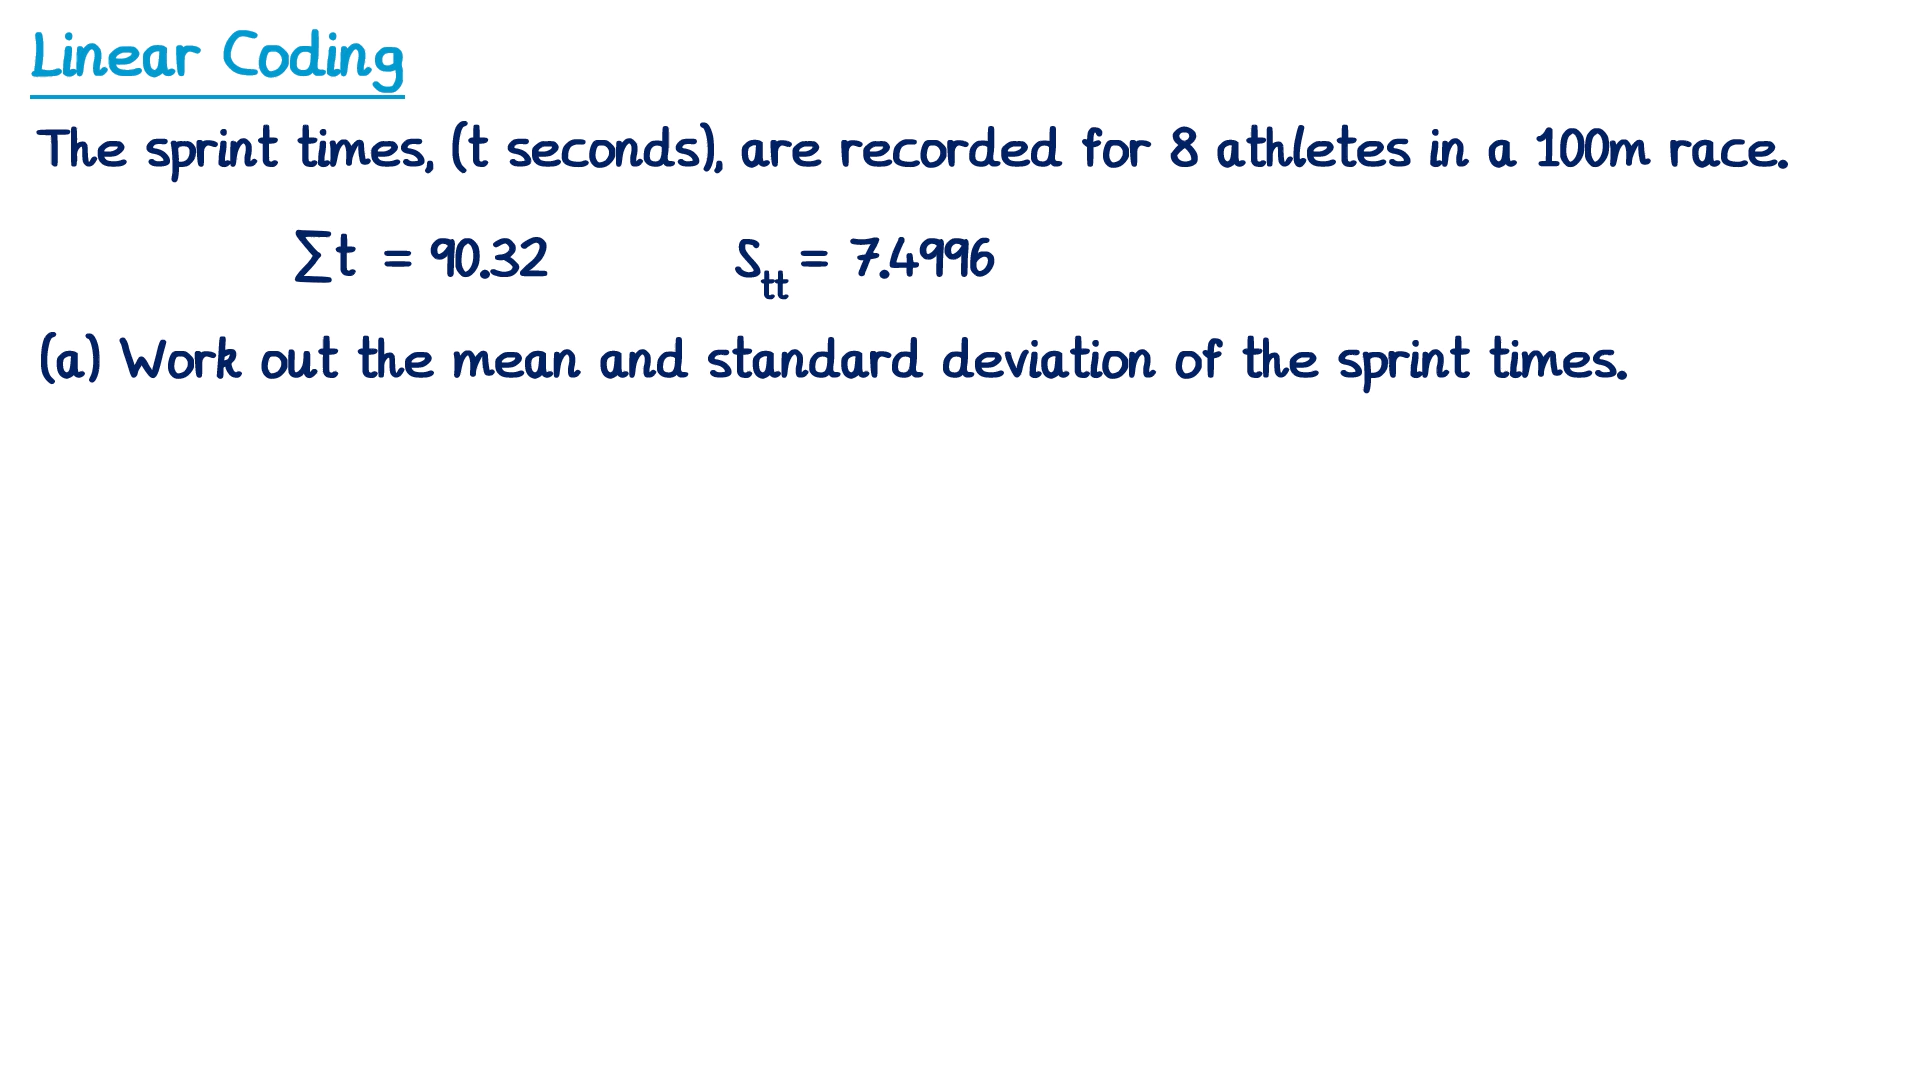 Linear Coding
The sprint times, (t seconds), are recorded for 8 athletes in a 100m race.
∑t = 90.32 Stt = 7.4996
(a) Work out the mean and standard deviation of the sprint times.